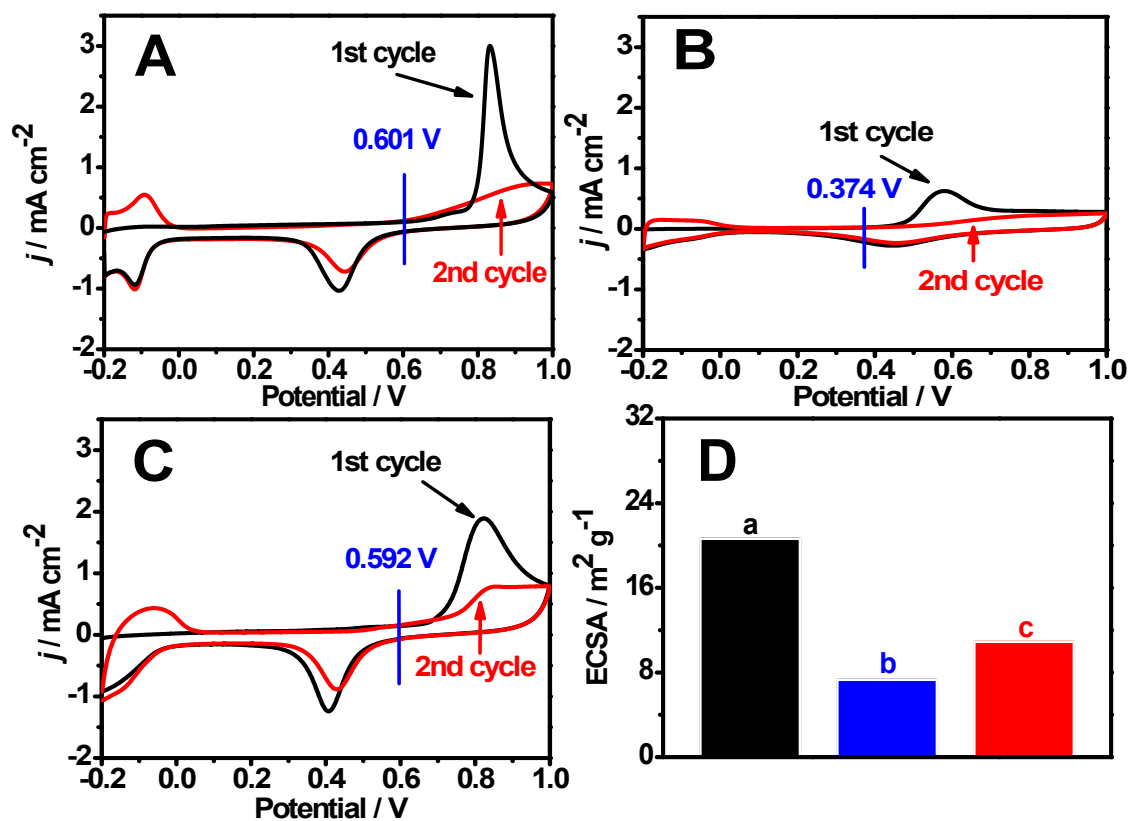 A
1st cycle
0.601 V
2nd cycle
j / mA cm-2
3
2
1
0
-1
-2
-0.2 0.0 0.2 0.4 0.6 0.8 1.0
Potential / V
B
1st cycle
0.374 V
2nd cycle
j / mA cm-2
3
2
1
0
-1
-2
-0.2 0.0 0.2 0.4 0.6 0.8 1.0
Potential / V
C
1st cycle
0.592 V
2nd cycle
j / mA cm-2
3
2
1
0
-1
-2
-0.2 0.0 0.2 0.4 0.6 0.8 1.0
Potential / V
D
a
b
c
ECSA / m2 g-1
32
24
16
8
0